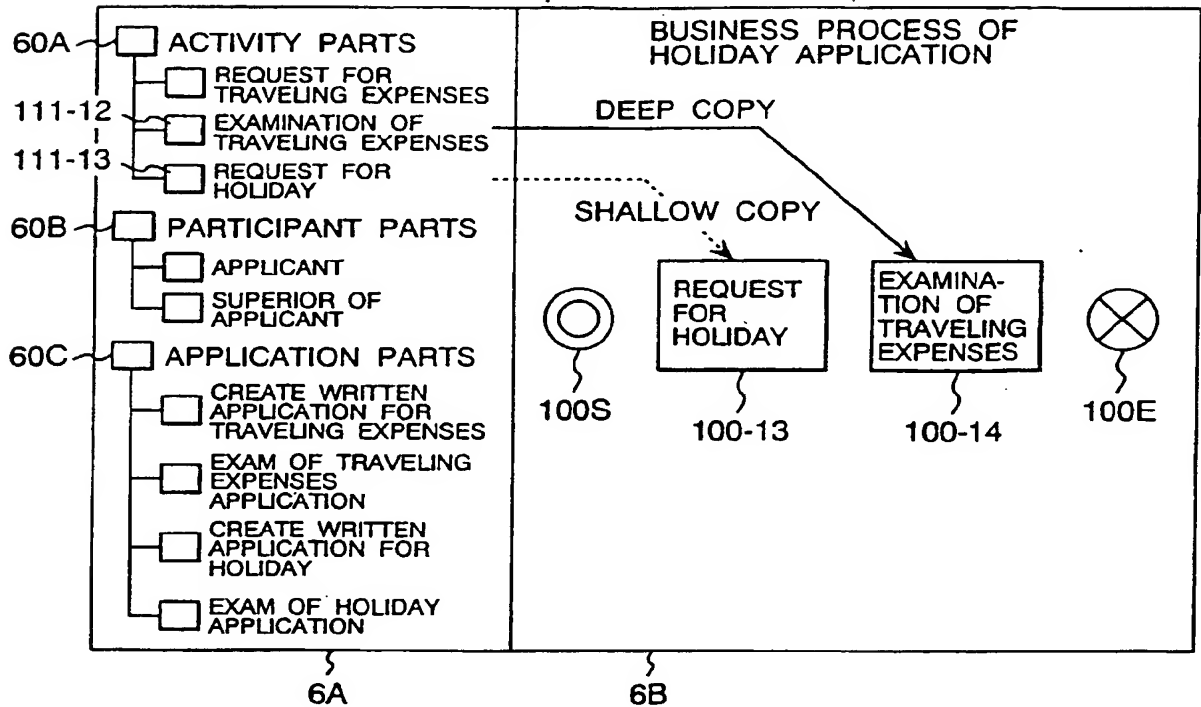 60A
ACTIVITY PARTS
REQUEST FOR
TRAVELING EXPENSES
111-12
EXAMINATION OF
TRAVELING EXPENSES
111-13
REQUEST FOR
HOLIDAY
60B
PARTICIPANT PARTS
APPLICANT
SUPERIOR OF
APPLICANT
60C
APPLICATION PARTS
CREATE WRITTEN
APPLICATION FOR
TRAVELING EXPENSES
EXAM OF TRAVELING
EXPENSES
APPLICATION
CREATE WRITTEN
APPLICATION FOR
HOLIDAY
EXAM OF HOLIDAY
APPLICATION
6A
BUSINESS PROCESS OF
HOLIDAY APPLICATION
DEEP COPY
SHALLOW COPY
REQUEST
FOR
HOLIDAY
EXAMINA-
TION OF
TRAVELING
EXPENSES
100S
100-13
100-14
100E
6B